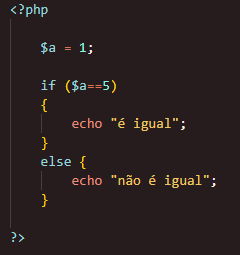 <?php
$a = 1;
if ($a==5)
{
echo "é igual";
}
else {
echo "não é igual";
}
?>